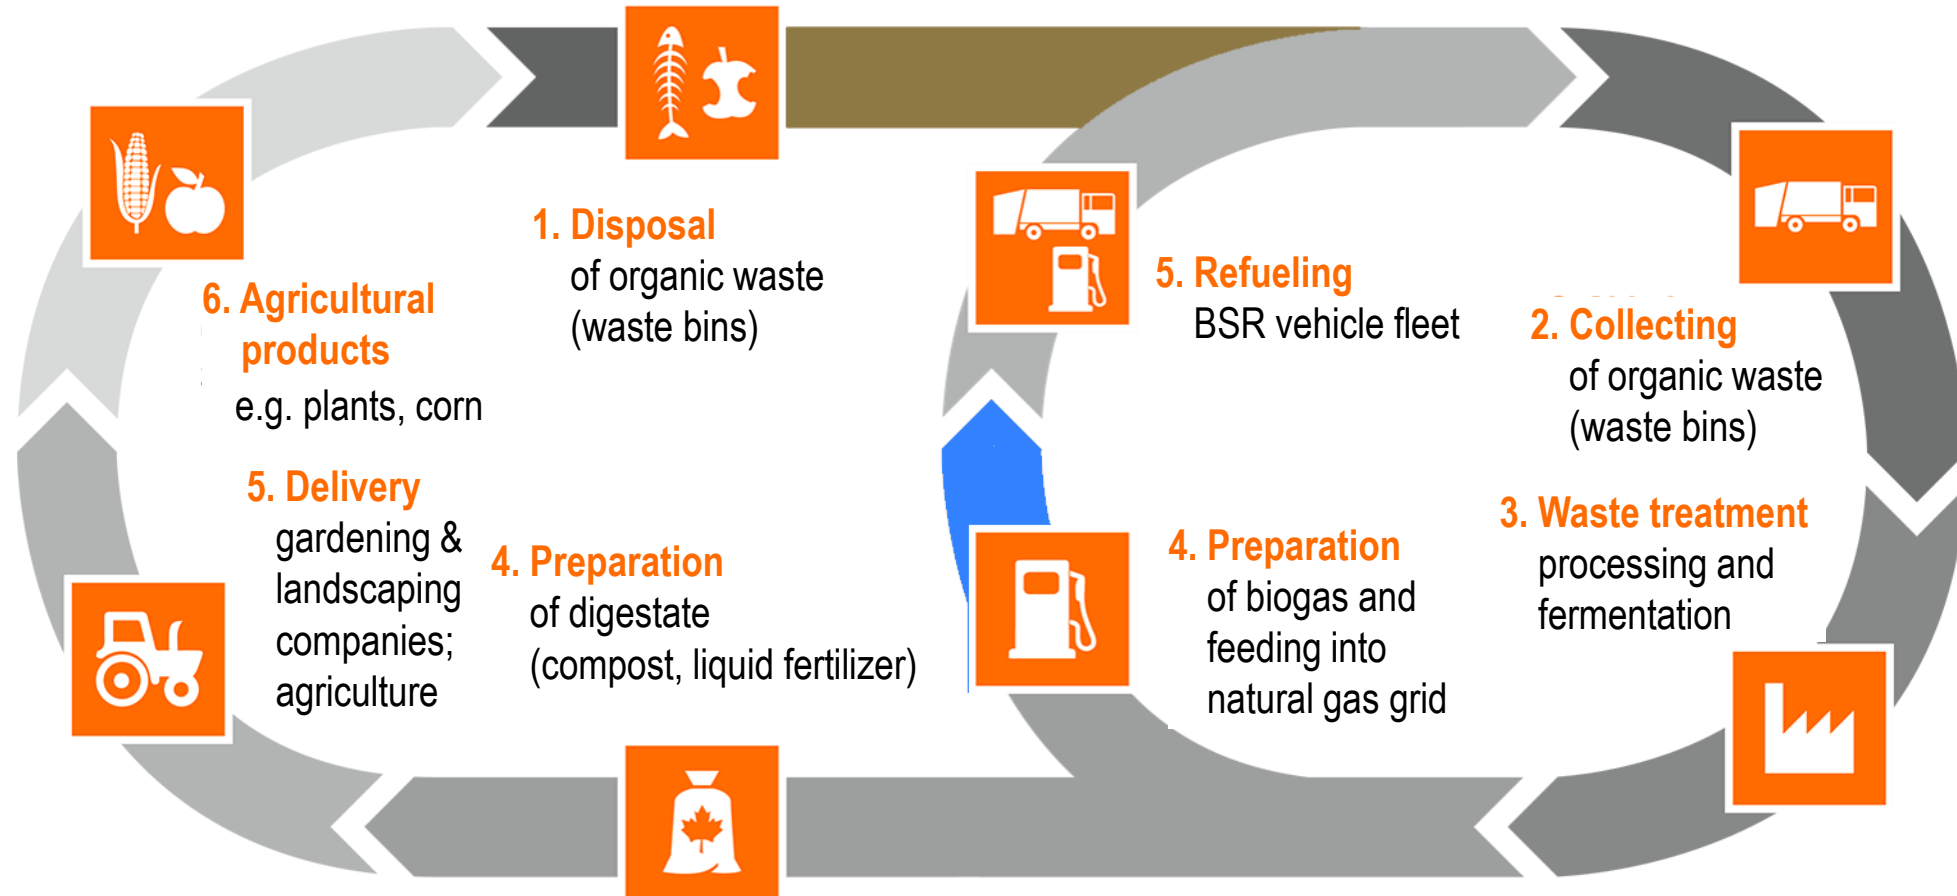 1. Disposal
of organic waste
(waste bins)
5. Refueling
BSR vehicle fleet
2. Collecting
of organic waste
(waste bins)
6. Agricultural
products
e.g. plants, corn
3. Waste treatment
processing and
fermentation
5. Delivery
gardening &
landscaping
companies;
agriculture
4. Preparation
of digestate
(compost, liquid fertilizer)
4. Preparation
of biogas and
feeding into
natural gas grid